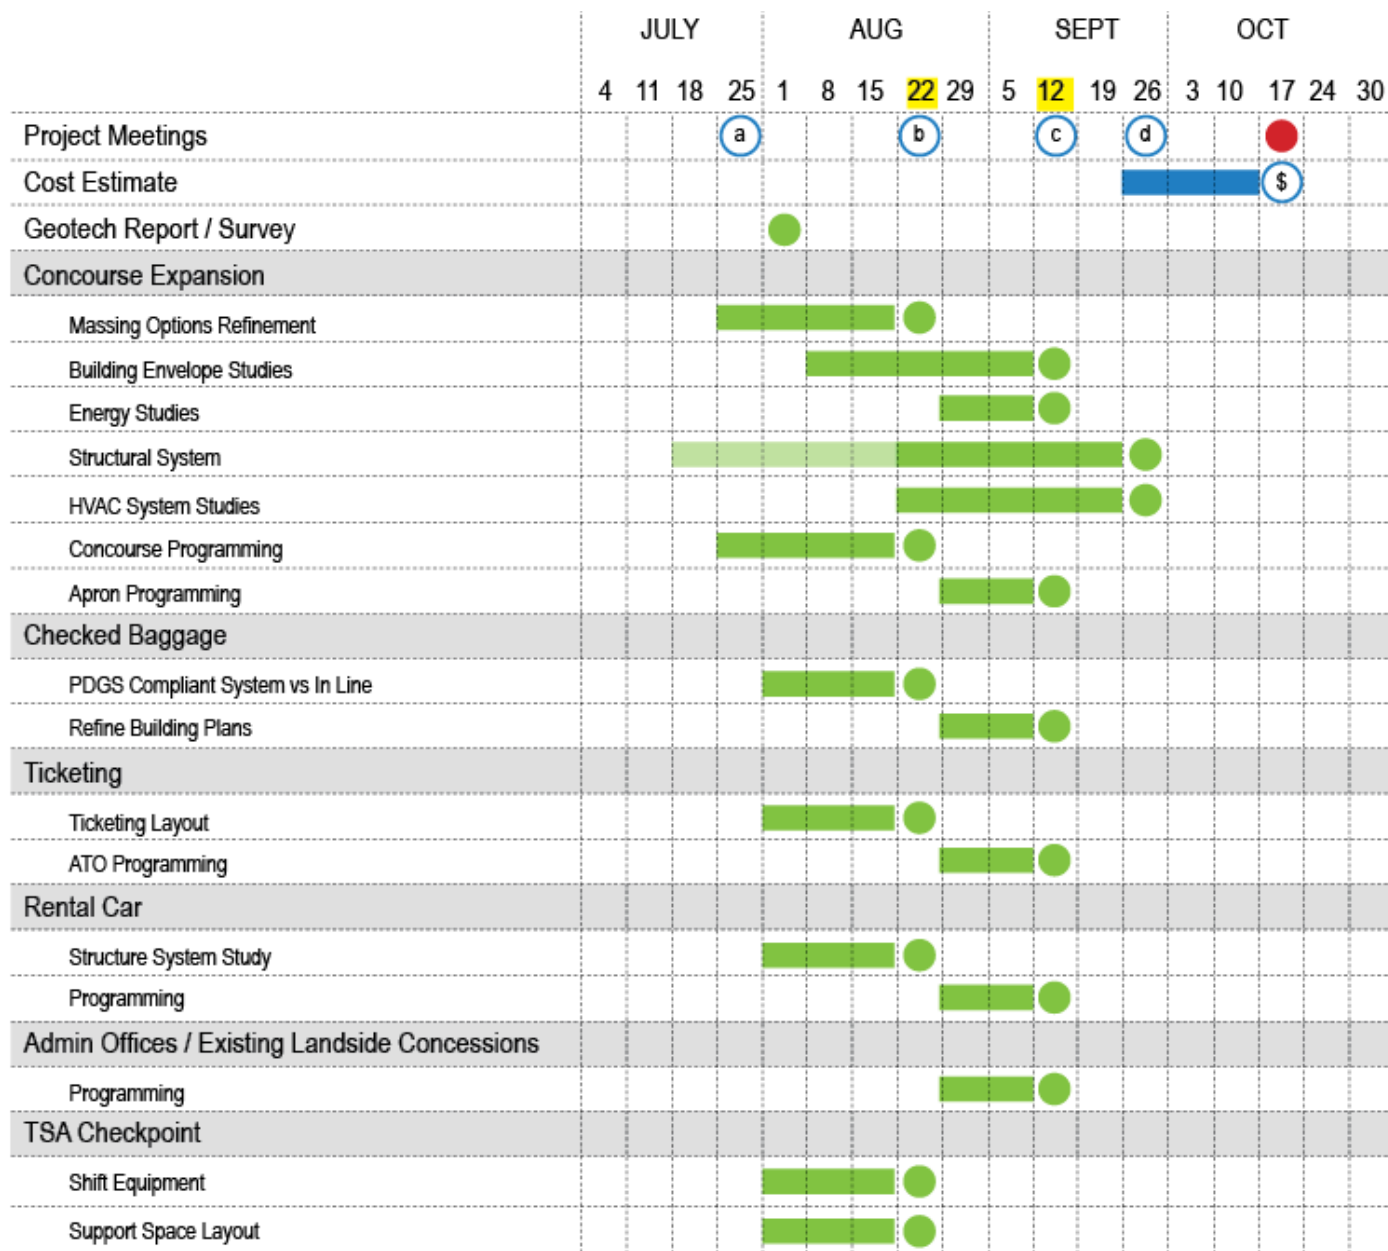 JULY AUG SEPT OCT
4 11 18 25 1 8 15 22 29 5 12 19 26 3 10 17 24 30
Project Meetings a b c d
Cost Estimate $
Geotech Report / Survey
Concourse Expansion
Massing Options Refinement
Building Envelope Studies
Energy Studies
Structural System
HVAC System Studies
Concourse Programming
Apron Programming
Checked Baggage
PDGS Compliant System vs In Line
Refine Building Plans
Ticketing
Ticketing Layout
ATO Programming
Rental Car
Structure System Study
Programming
Admin Offices / Existing Landside Concessions
Programming
TSA Checkpoint
Shift Equipment
Support Space Layout